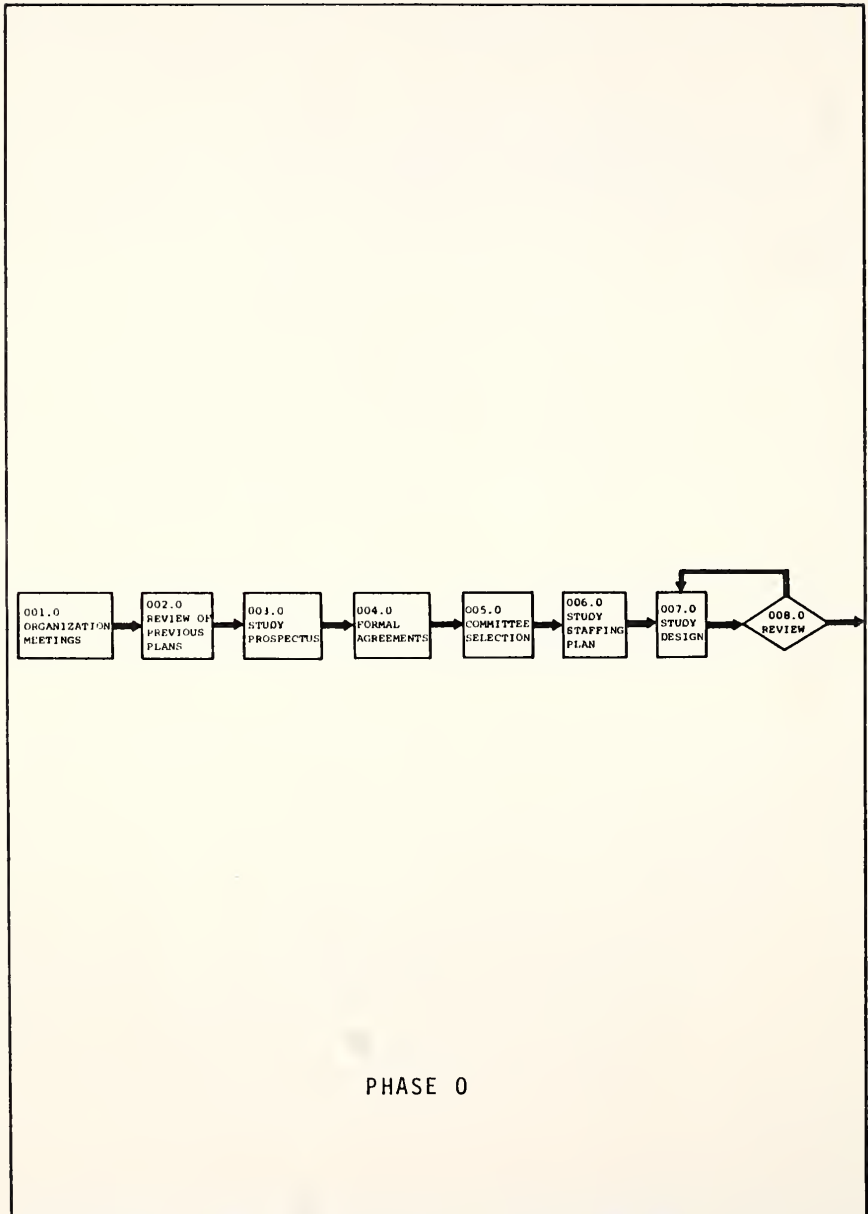 001.0
ORGANIZATION
MEETINGS
002.0
REVIEW OF
PREVIOUS
PLANS
003.0
STUDY
PROSPECTUS
004.0
FORMAL
AGREEMENTS
005.0
COMMITTEE
SELECTION
006.0
STUDY
STAFFING
PLAN
007.0
STUDY
DESIGN
008.0
REVIEW
PHASE 0